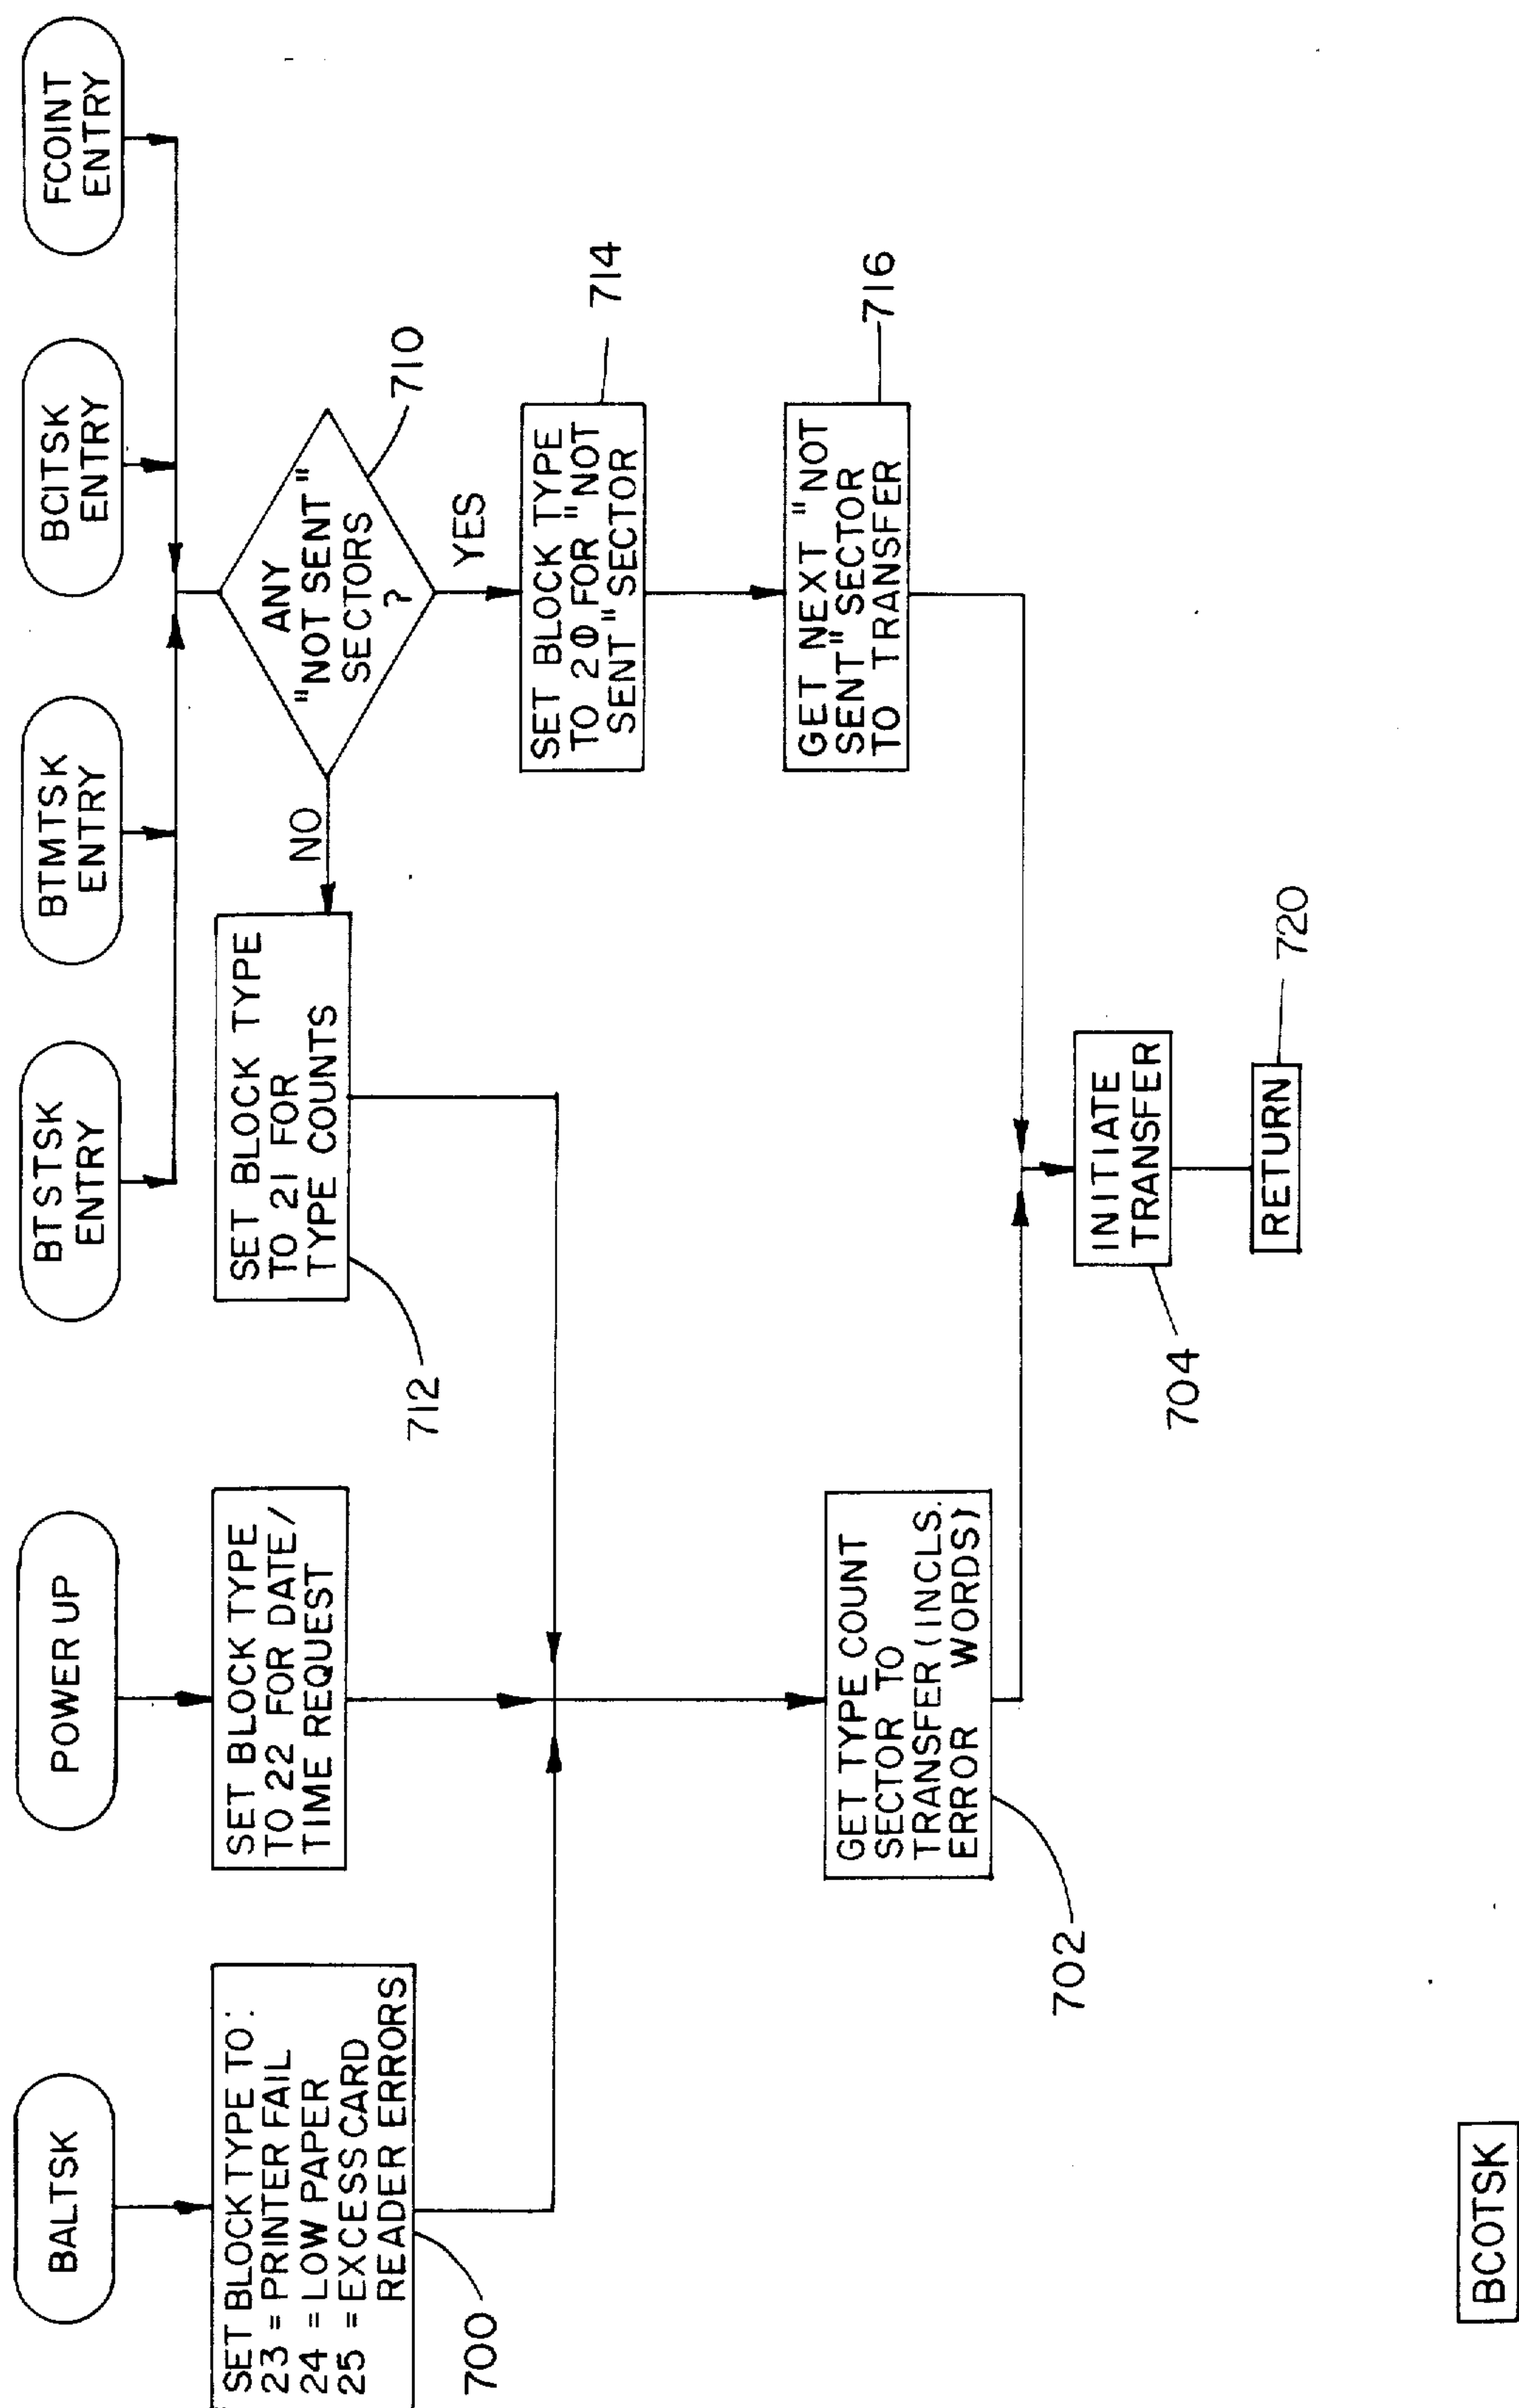 BALTSK
POWER UP
BTSTSK
ENTRY
BTMTSK
ENTRY
BCITSK
ENTRY
FCOINT
ENTRY
SET BLOCK TYPE TO:
23 = PRINTER FAIL
24 = LOW PAPER
25 = EXCESS CARD
READER ERRORS
700
SET BLOCK TYPE
TO 22 FOR DATE/
TIME REQUEST
SET BLOCK TYPE
TO 21 FOR
TYPE COUNTS
712
NO
ANY
"NOT SENT"
SECTORS
?
710
YES
SET BLOCK TYPE
TO 2Φ FOR "NOT
SENT" SECTOR
714
GET NEXT "NOT
SENT" SECTOR
TO TRANSFER
716
GET TYPE COUNT
SECTOR TO
TRANSFER (INCLS.
ERROR WORDS)
702
INITIATE
TRANSFER
704
RETURN
720
BCOTSK